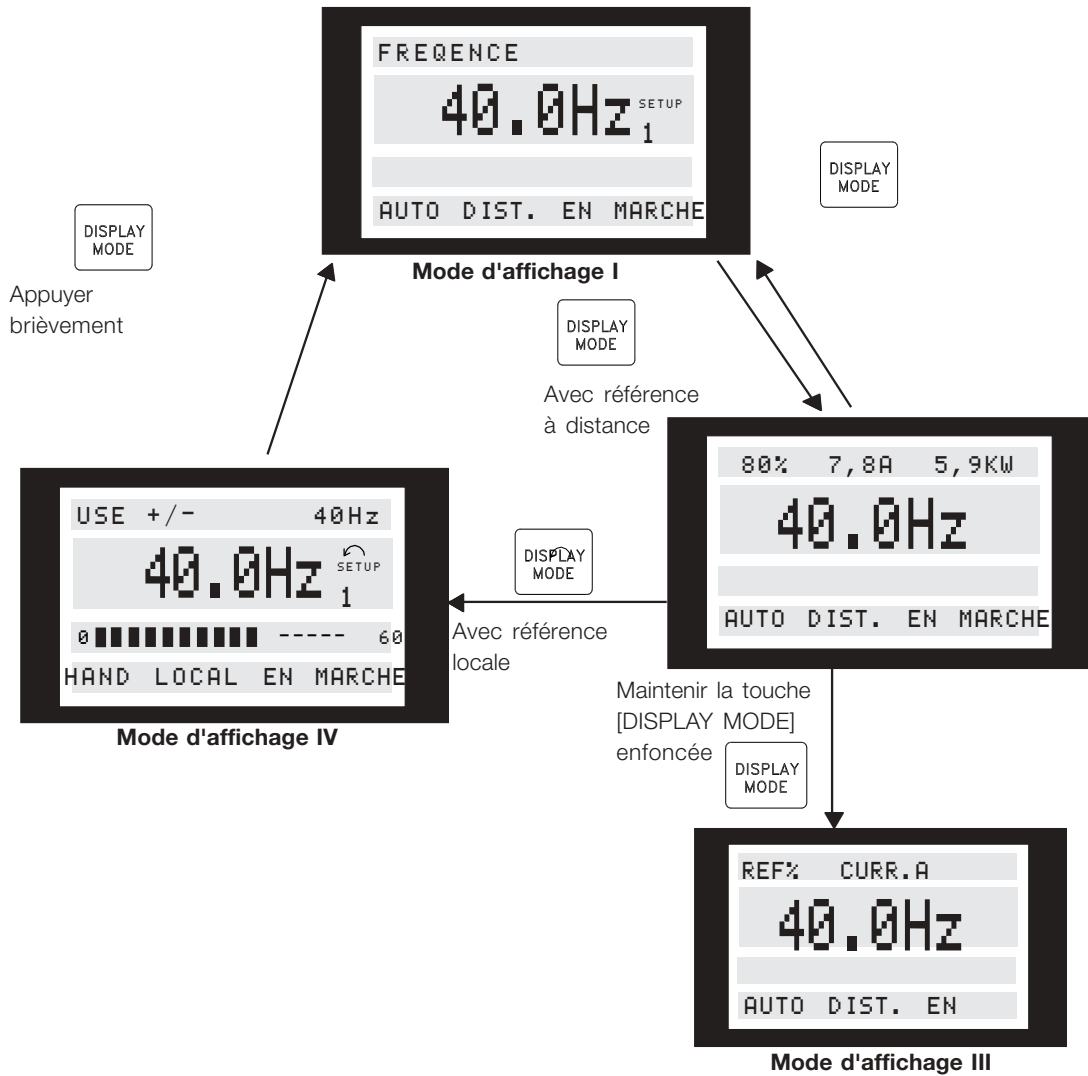 FREQENCE
40.0Hz SETUP
1
AUTO DIST. EN MARCHE
Mode d'affichage I
DISPLAY
MODE
DISPLAY
MODE
Appuyer
brièvement
DISPLAY
MODE
Avec référence
à distance
80% 7,8A 5,9KW
40.0Hz
AUTO DIST. EN MARCHE
USE +/- 40Hz
40.0Hz SETUP
1
0 ----- 60
HAND LOCAL EN MARCHE
Mode d'affichage IV
DISPLAY
MODE
Avec référence
locale
Maintenir la touche
[DISPLAY MODE]
enfoncée
DISPLAY
MODE
REF% CURR.A
40.0Hz
AUTO DIST. EN
Mode d'affichage III